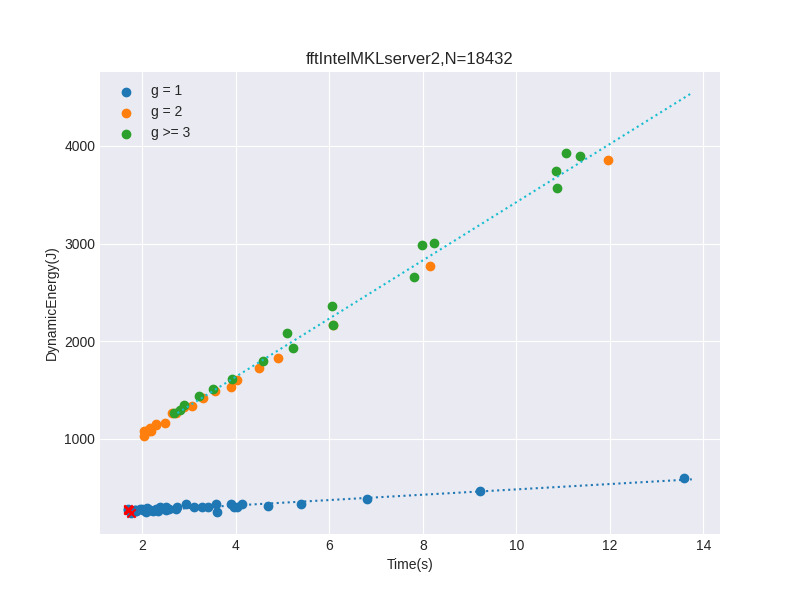 fftIntelMKLserver2,N=18432
g = 1
g = 2
g >= 3
4000
3000
2000
1000
DynamicEnergy(J)
2 4 6 8 10 12 14
Time(s)